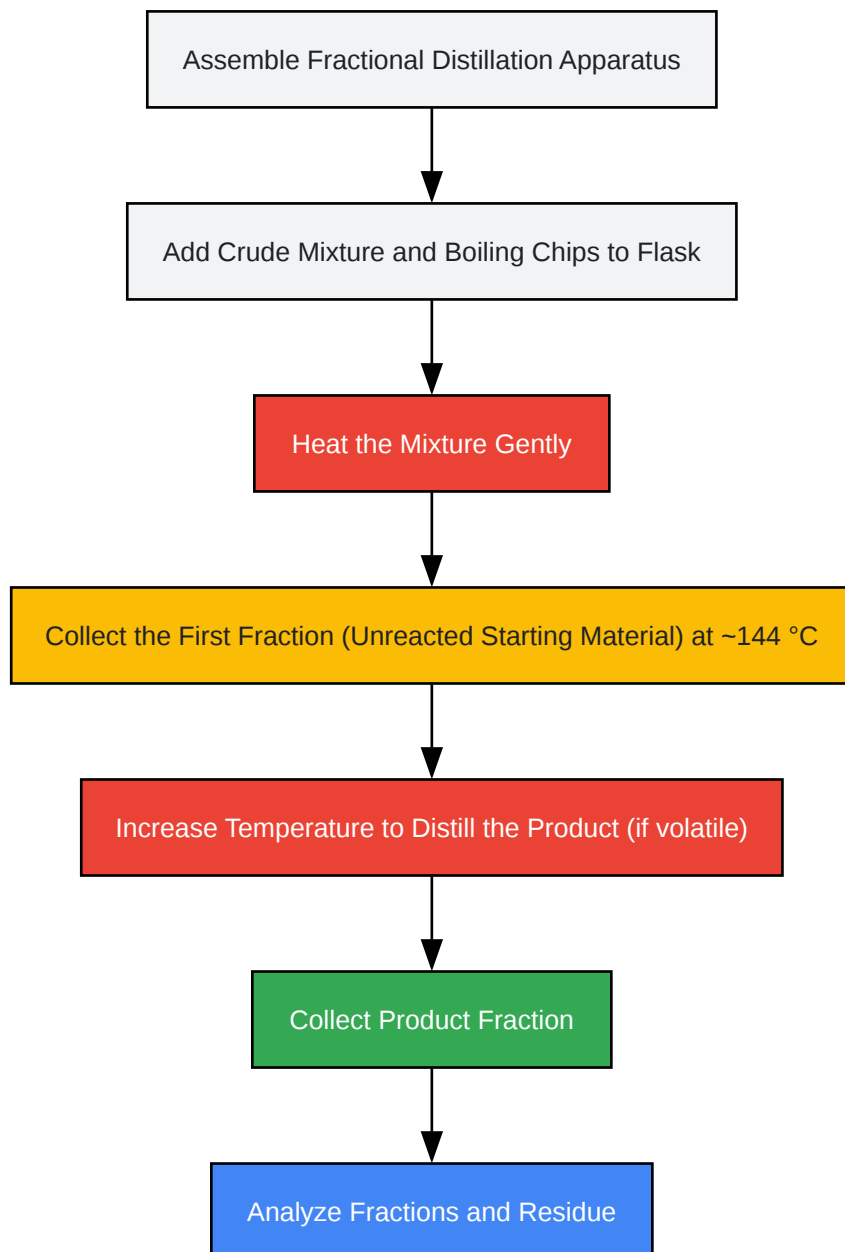 Assemble Fractional Distillation Apparatus
Add Crude Mixture and Boiling Chips to Flask
Heat the Mixture Gently
Collect the First Fraction (Unreacted Starting Material) at ~144 °C
Increase Temperature to Distill the Product (if volatile)
Collect Product Fraction
Analyze Fractions and Residue